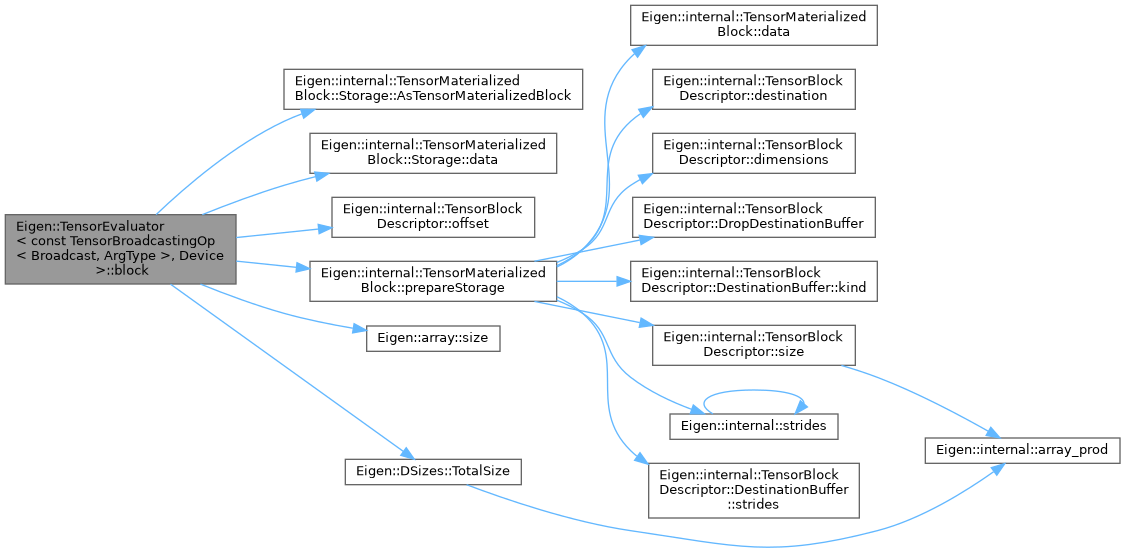 Eigen::TensorEvaluator
< const TensorBroadcastingOp
< Broadcast, ArgType >, Device
>::block
Eigen::internal::TensorMaterialized
Block::Storage::AsTensorMaterializedBlock
Eigen::internal::TensorMaterialized
Block::Storage::data
Eigen::internal::TensorBlock
Descriptor::offset
Eigen::internal::TensorMaterialized
Block::prepareStorage
Eigen::array::size
Eigen::DSizes::TotalSize
Eigen::internal::TensorMaterialized
Block::data
Eigen::internal::TensorBlock
Descriptor::destination
Eigen::internal::TensorBlock
Descriptor::dimensions
Eigen::internal::TensorBlock
Descriptor::DropDestinationBuffer
Eigen::internal::TensorBlock
Descriptor::DestinationBuffer::kind
Eigen::internal::TensorBlock
Descriptor::size
Eigen::internal::strides
Eigen::internal::TensorBlock
Descriptor::DestinationBuffer
::strides
Eigen::internal::array_prod